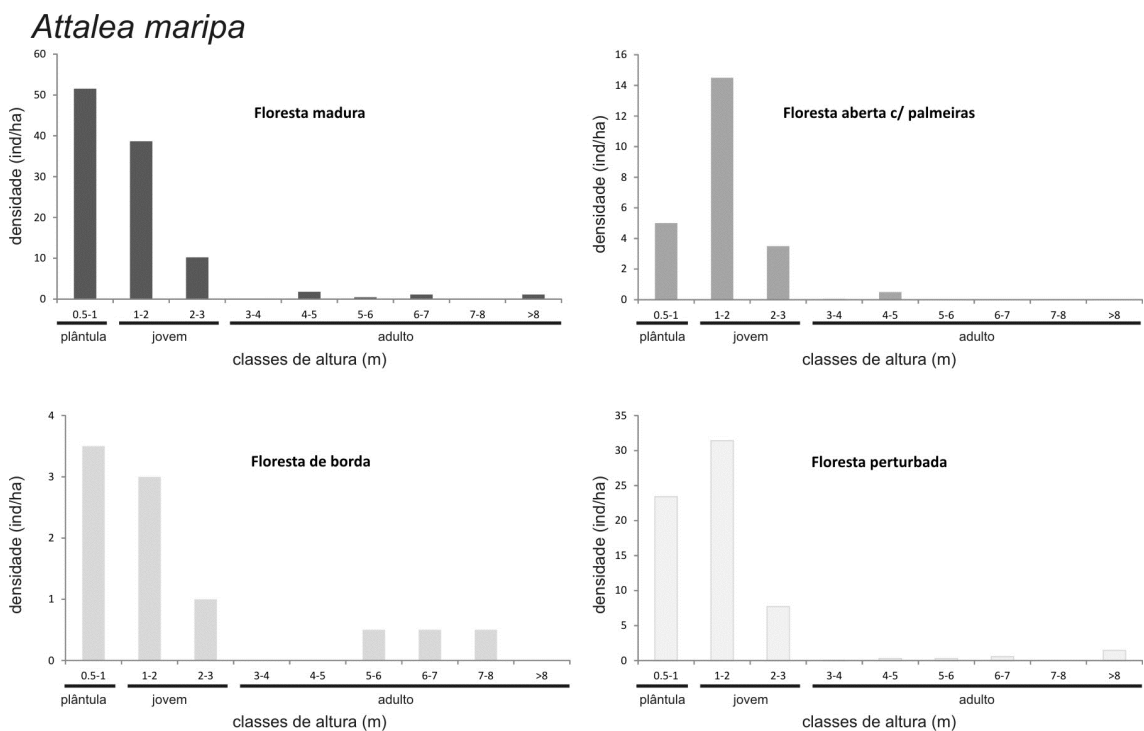 Attalea maripa
Floresta madura
densidade (ind/ha)
60
50
40
30
20
10
0
0.5-1 1-2 2-3 3-4 4-5 5-6 6-7 7-8 >8
plântula jovem adulto
classes de altura (m)
Floresta aberta c/ palmeiras
densidade (ind/ha)
16
14
12
10
8
6
4
2
0
0.5-1 1-2 2-3 3-4 4-5 5-6 6-7 7-8 >8
plântula jovem adulto
classes de altura (m)
Floresta de borda
densidade (ind/ha)
4
3
2
1
0
0.5-1 1-2 2-3 3-4 4-5 5-6 6-7 7-8 >8
plântula jovem adulto
classes de altura (m)
Floresta perturbada
densidade (ind/ha)
35
30
25
20
15
10
5
0
0.5-1 1-2 2-3 3-4 4-5 5-6 6-7 7-8 >8
plântula jovem adulto
classes de altura (m)